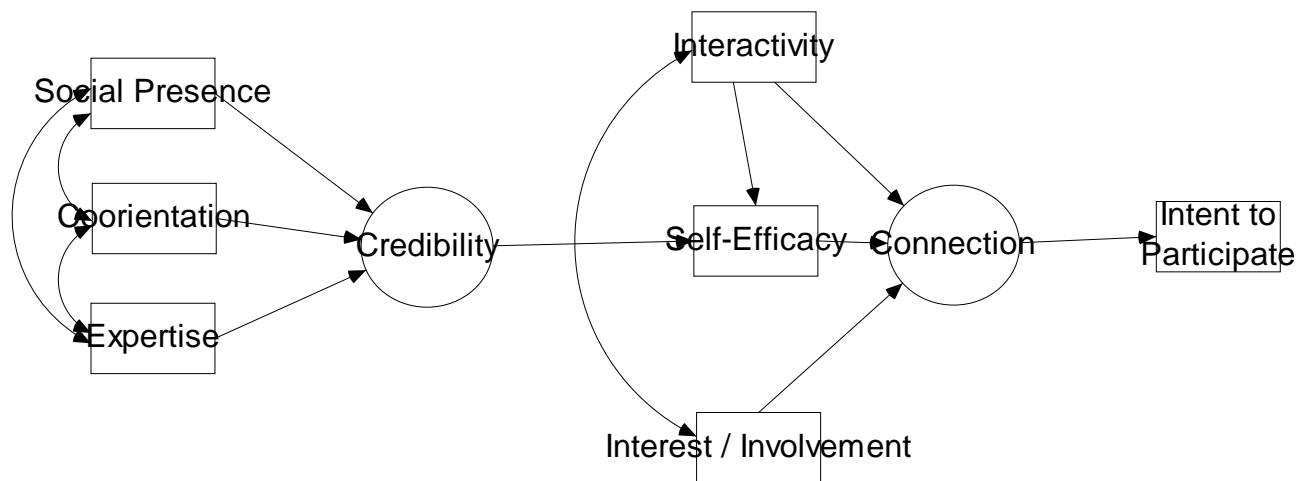 Social Presence
Coorientation
Expertise
Credibility
Interactivity
Self-Efficacy
Interest / Involvement
Connection
Intent to
Participate